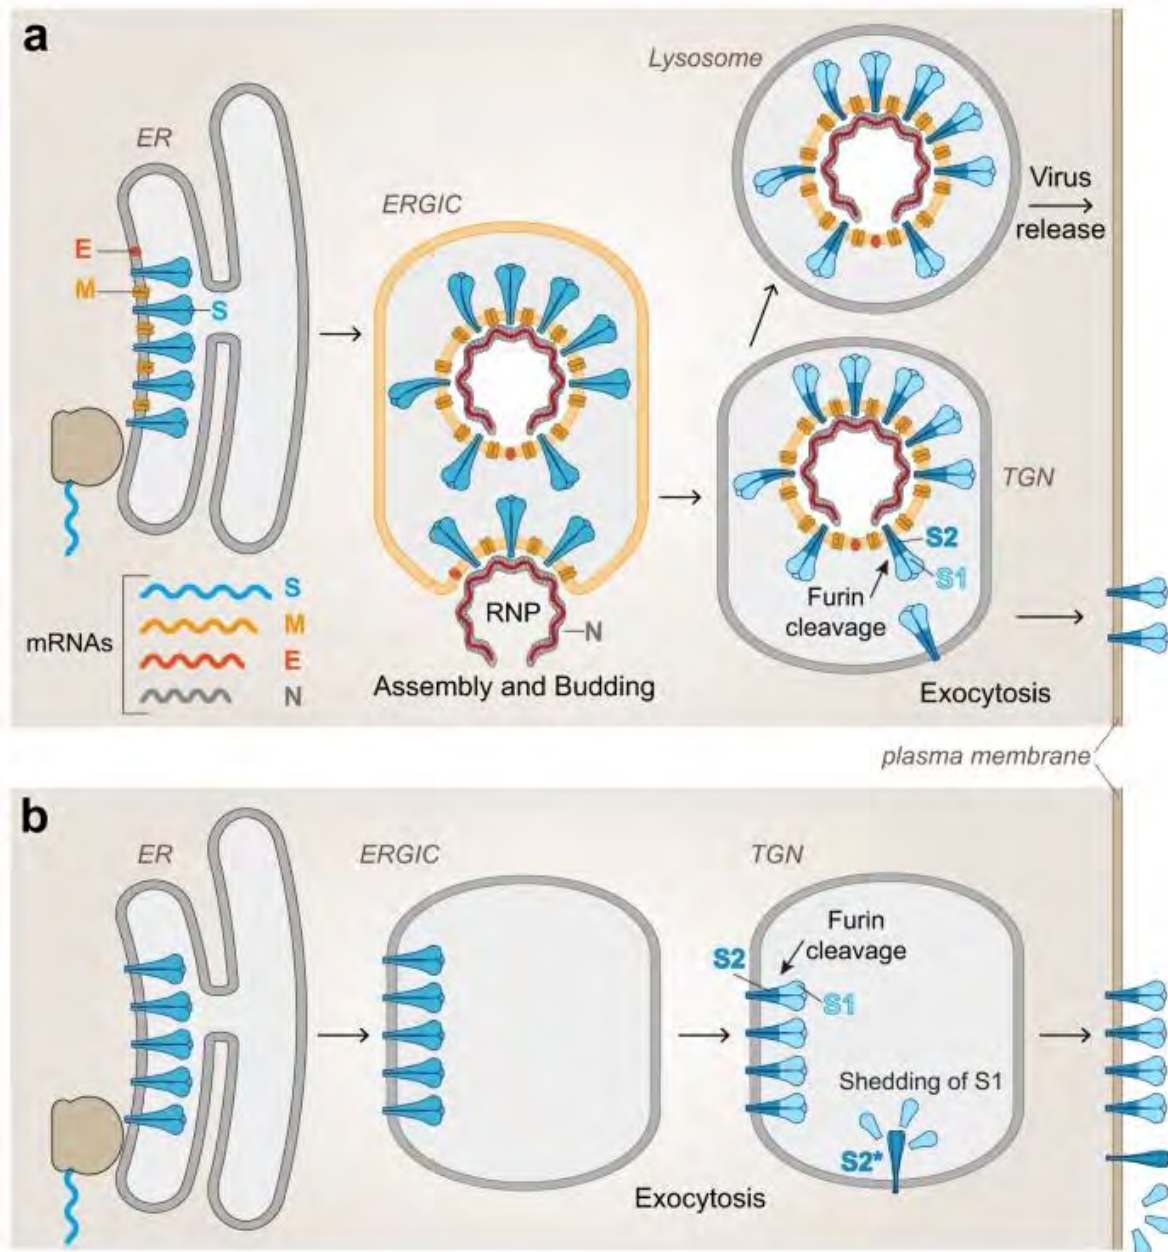 a
Lysosome
ER
Virus
release
ERGIC
E
M
S
TGN
S2
S1
Furin
cleavage
RNP
N
mRNAs
S
M
E
N
Assembly and Budding
Exocytosis
plasma membrane
b
ER
ERGIC
TGN
Furin
cleavage
S2
S1
Shedding of S1
S2*
Exocytosis